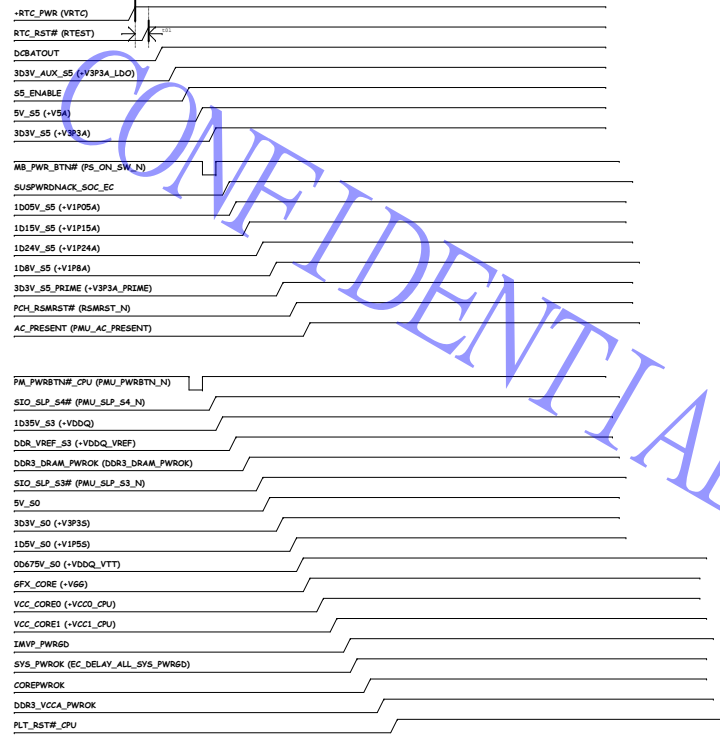 +RTC_PWR (VRTC)
RTC_RST# (RTEST)
t01
DCBATOUT
3D3V_AUX_S5 (+V3P3A_LDO)
S5_ENABLE
5V_S5 (+V5A)
3D3V_S5 (+V3P3A)
MB_PWR_BTN# (PS_ON_SW_N)
SUSPWRDNACK_SOC_EC
1D05V_S5 (+V1P05A)
1D15V_S5 (+V1P15A)
1D24V_S5 (+V1P24A)
1D8V_S5 (+V1P8A)
3D3V_S5_PRIME (+V3P3A_PRIME)
PCH_RSMRST# (RSMRST_N)
AC_PRESENT (PMU_AC_PRESENT)
PM_PWRBTN#_CPU (PMU_PWRBTN_N)
SIO_SLP_S4# (PMU_SLP_S4_N)
1D35V_S3 (+VDDQ)
DDR_VREF_S3 (+VDDQ_VREF)
DDR3_DRAM_PWROK (DDR3_DRAM_PWROK)
SIO_SLP_S3# (PMU_SLP_S3_N)
5V_S0
3D3V_S0 (+V3P3S)
1D5V_S0 (+V1P5S)
0D675V_S0 (+VDDQ_VTT)
GFX_CORE (+VGG)
VCC_CORE0 (+VCC0_CPU)
VCC_CORE1 (+VCC1_CPU)
IMVP_PWRGD
SYS_PWROK (EC_DELAY_ALL_SYS_PWRGD)
COREPWROK
DDR3_VCCA_PWROK
PLT_RST#_CPU
CONFIDENTIAL